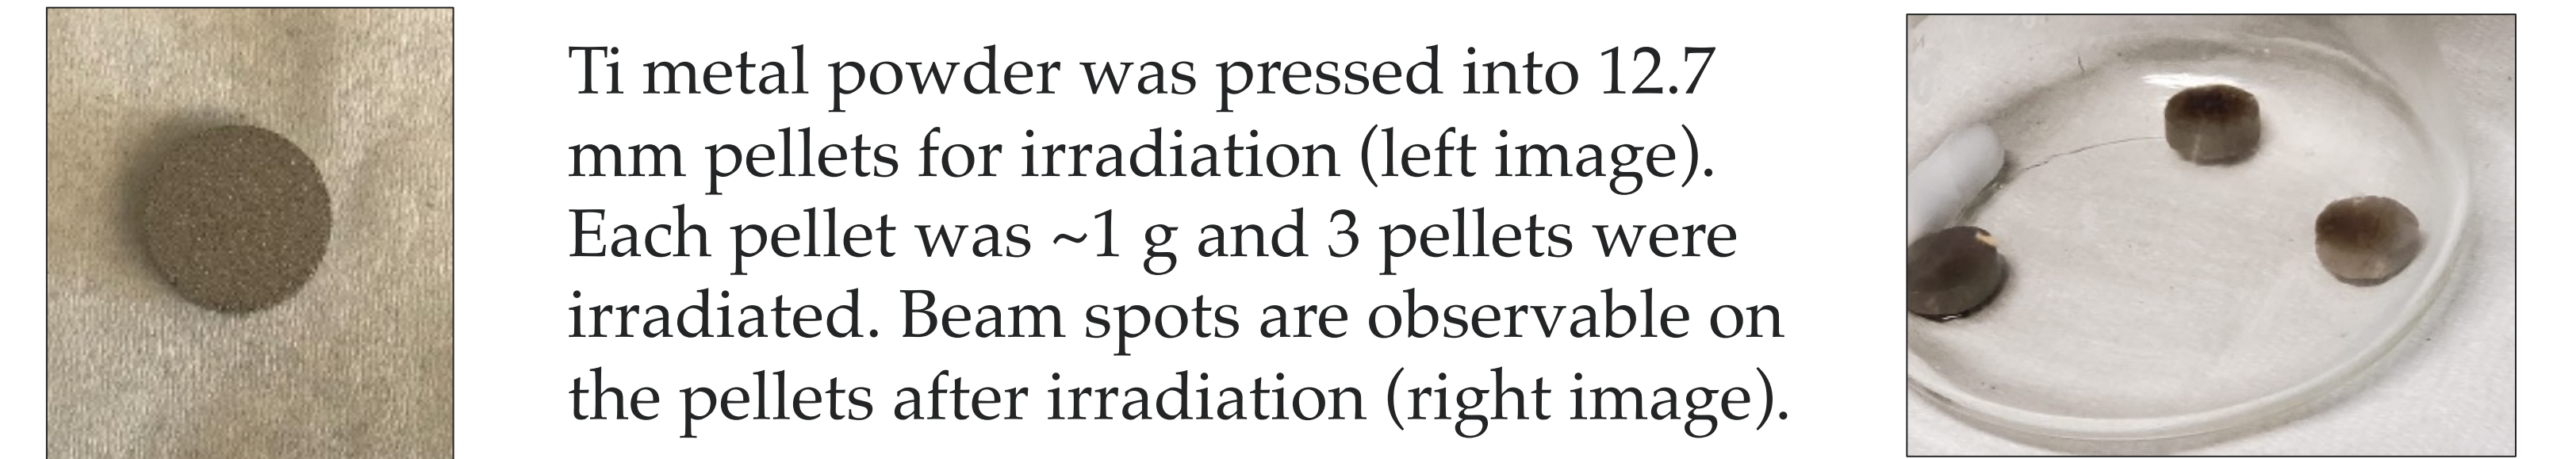 Ti metal powder was pressed into 12.7
mm pellets for irradiation (left image).
Each pellet was ~1 g and 3 pellets were
irradiated. Beam spots are observable on
the pellets after irradiation (right image).